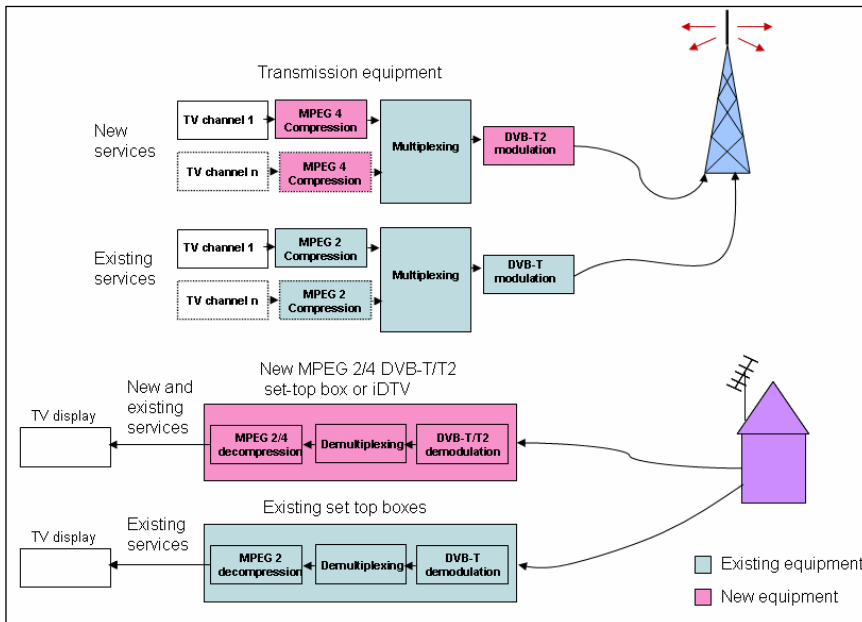 Transmission equipment
New
services
TV channel 1
MPEG 4
Compression
TV channel n
MPEG 4
Compression
Multiplexing
DVB-T2
modulation
Existing
services
TV channel 1
MPEG 2
Compression
TV channel n
MPEG 2
Compression
Multiplexing
DVB-T
modulation
New MPEG 2/4 DVB-T/T2
set-top box or iDTV
TV display
New and
existing
services
MPEG 2/4
decompression
Demultiplexing
DVB-T/T2
demodulation
Existing set top boxes
TV display
Existing
services
MPEG 2
decompression
Demultiplexing
DVB-T
demodulation
Existing equipment
New equipment